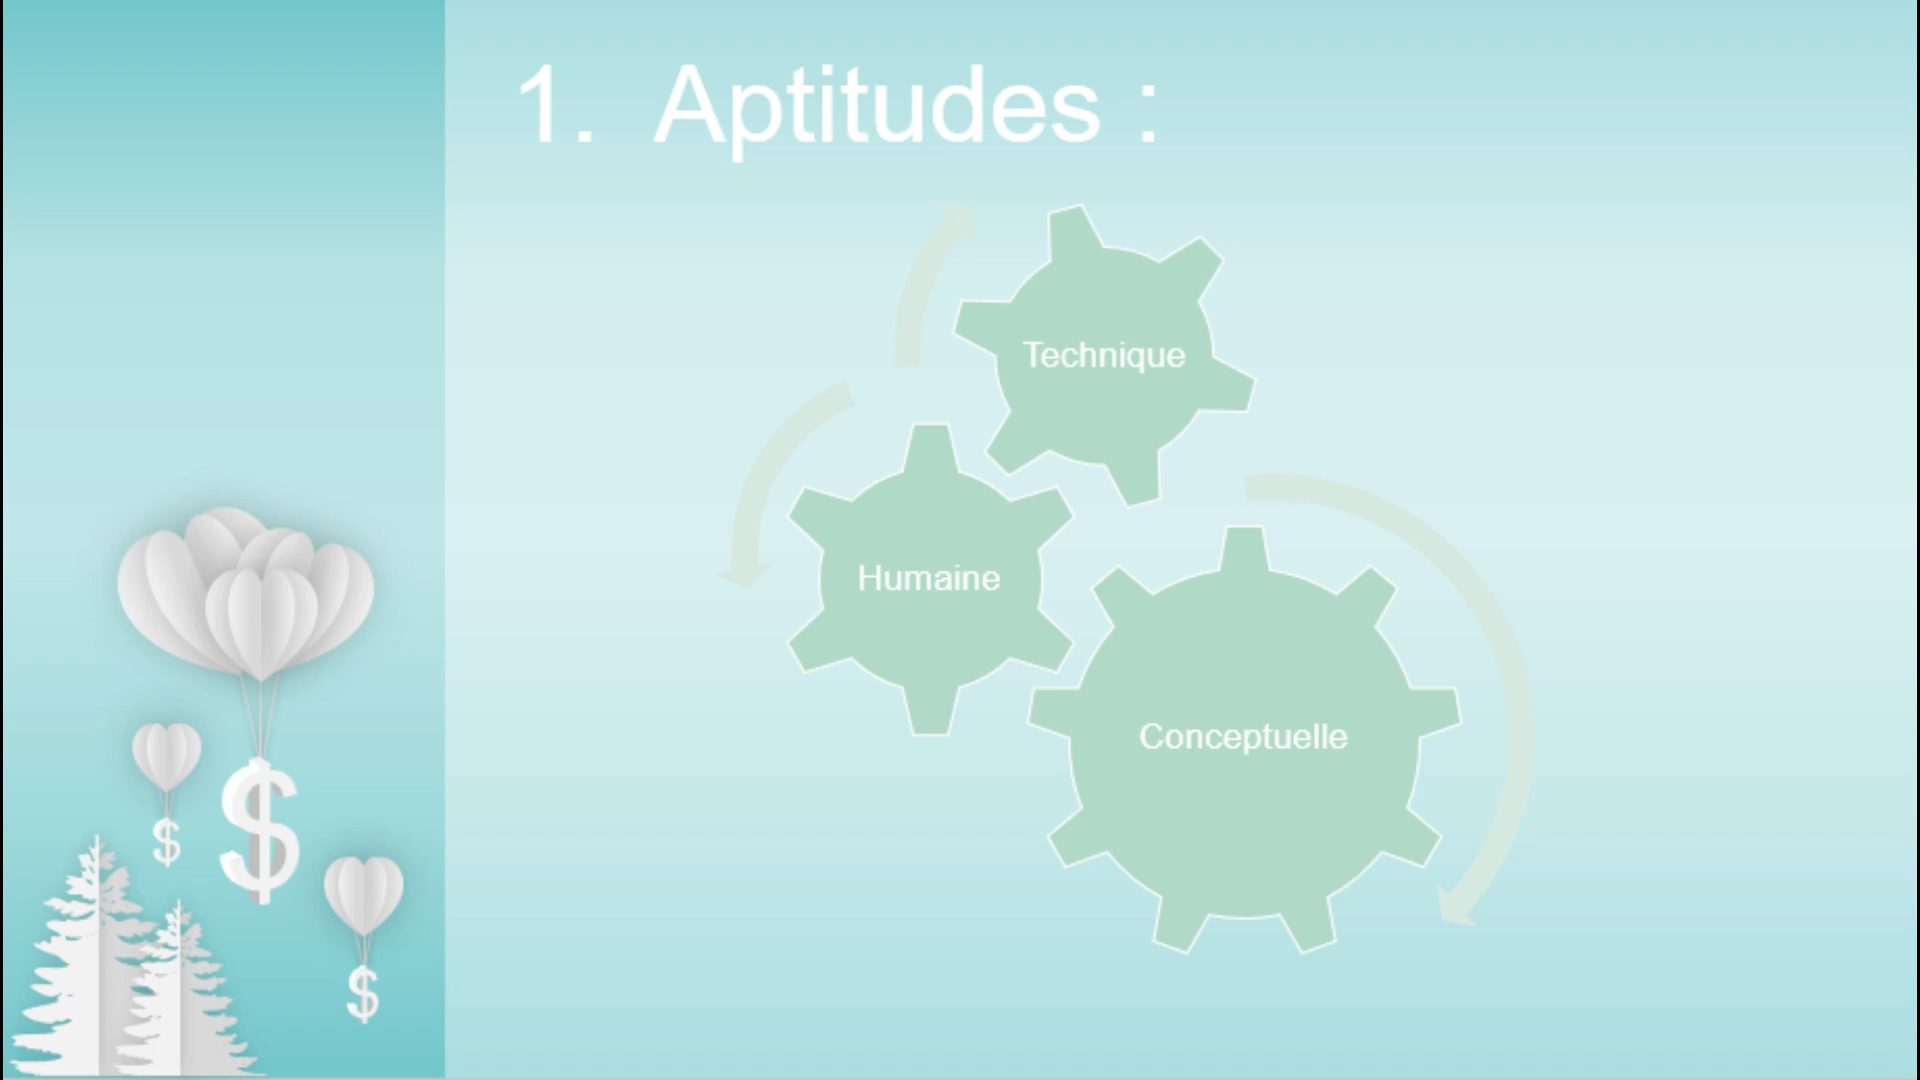 1. Aptitudes :
Technique
Humaine
Conceptuelle
$
$
$